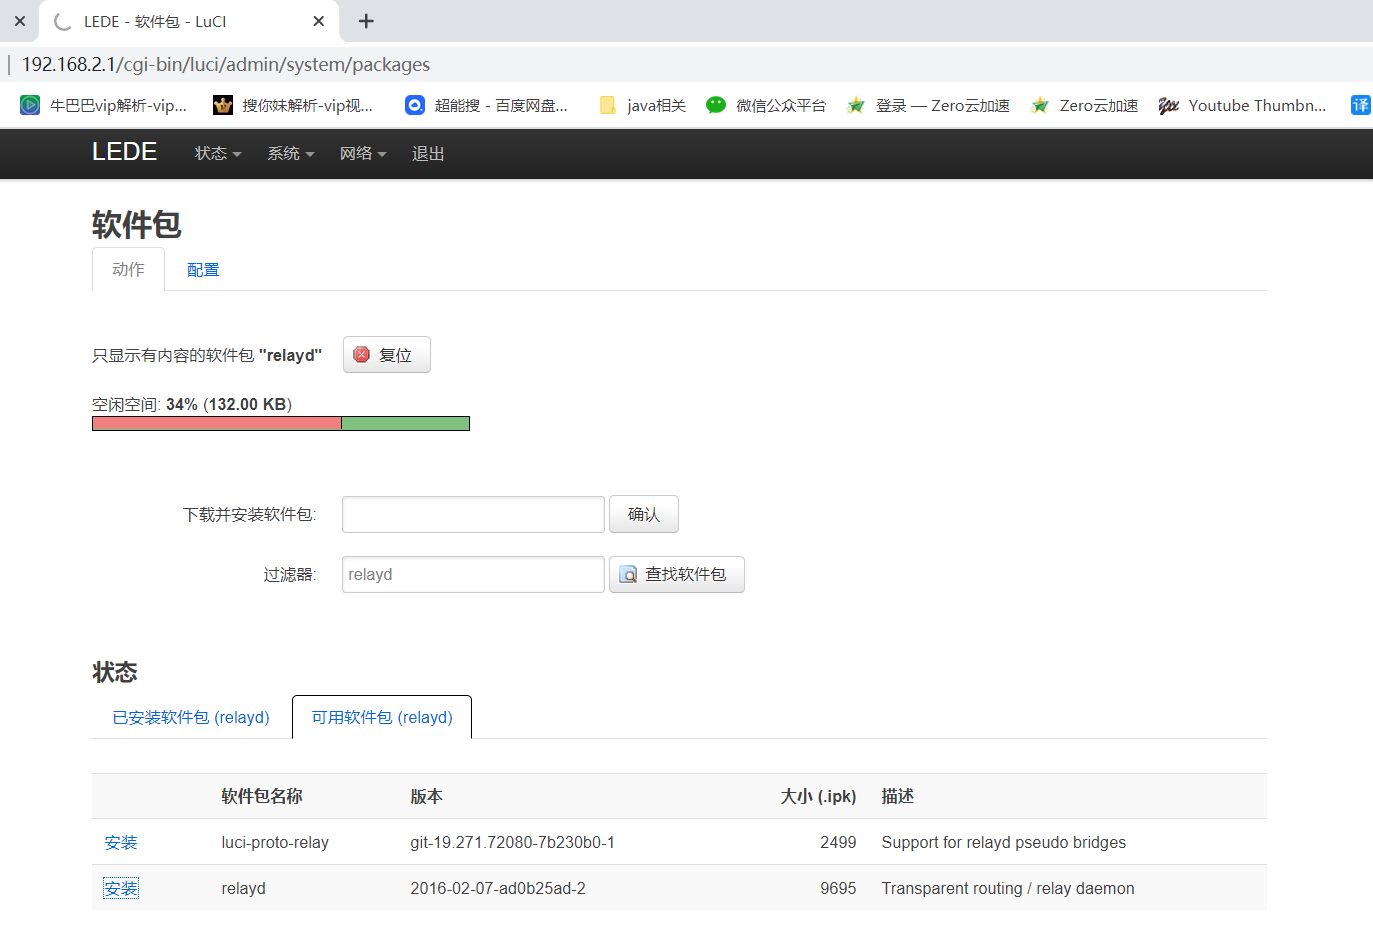 LEDE - 软件包 - LuCI
192.168.2.1/cgi-bin/luci/admin/system/packages
牛巴巴vip解析-vip... 搜你妹解析-vip视... 超能搜 - 百度网盘... java相关 微信公众平台 登录 — Zero云加速 Zero云加速 Youtube Thumbn... 译
LEDE 状态 系统 网络 退出
软件包
动作 配置
只显示有内容的软件包 "relayd" 复位
空闲空间: 34% (132.00 KB)
下载并安装软件包: 确认
过滤器: relayd 查找软件包
状态
已安装软件包 (relayd) 可用软件包 (relayd)
软件包名称 版本 大小 (.ipk) 描述
安装 luci-proto-relay git-19.271.72080-7b230b0-1 2499 Support for relayd pseudo bridges
安装 relayd 2016-02-07-ad0b25ad-2 9695 Transparent routing / relay daemon